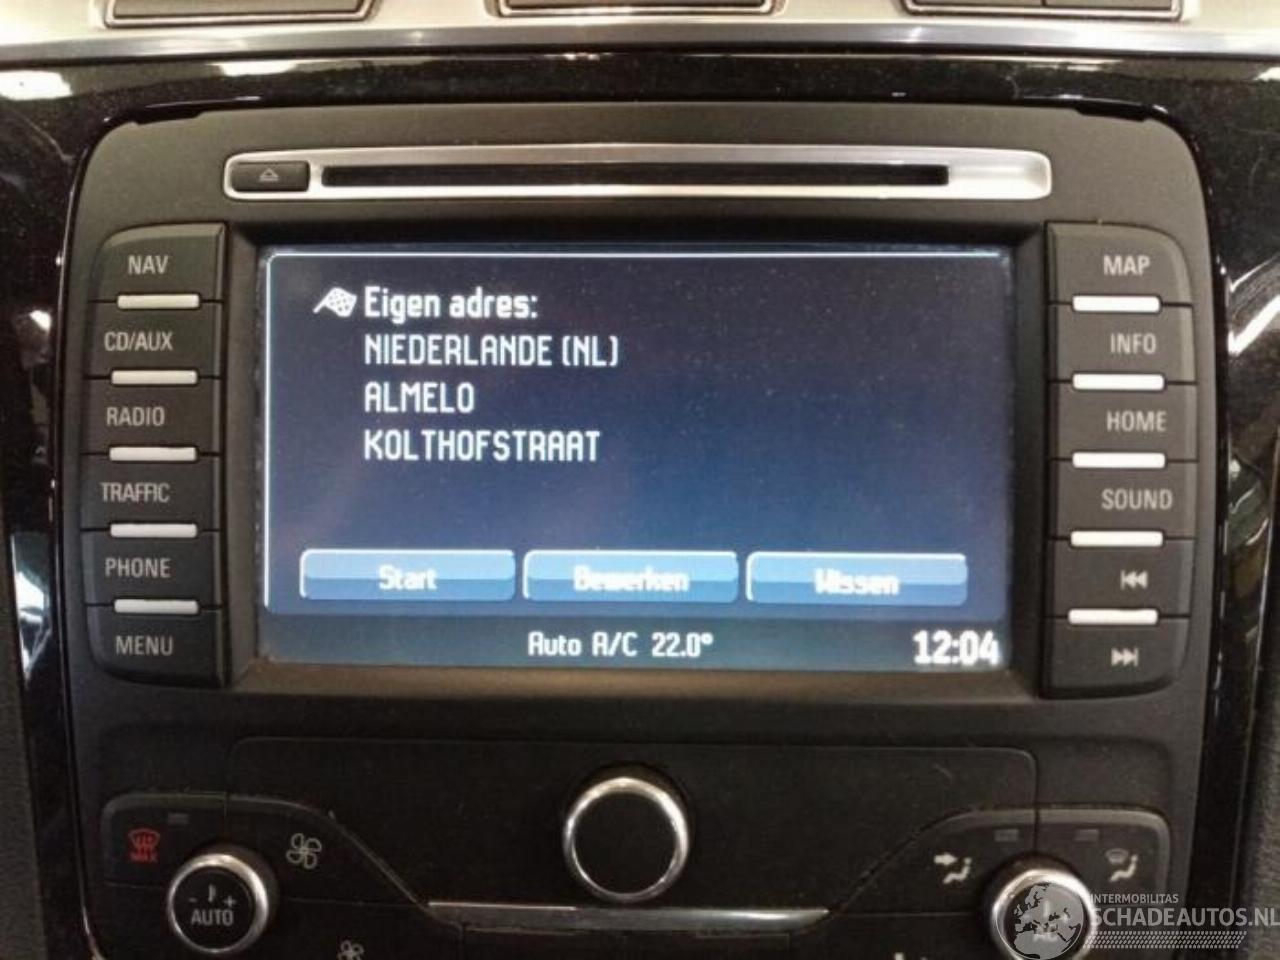 NAV
CD/AUX
RADIO
TRAFFIC
PHONE
MENU
Eigen adres:
NIEDERLANDE (NL)
ALMELO
KOLTHOFSTRAAT
Start
Bewerken
Wissen
Auto A/C 22.0°
12:04
MAP
INFO
HOME
SOUND
MAX
- +
AUTO
INTERMOBILITAS
SCHADEAUTOS.NL